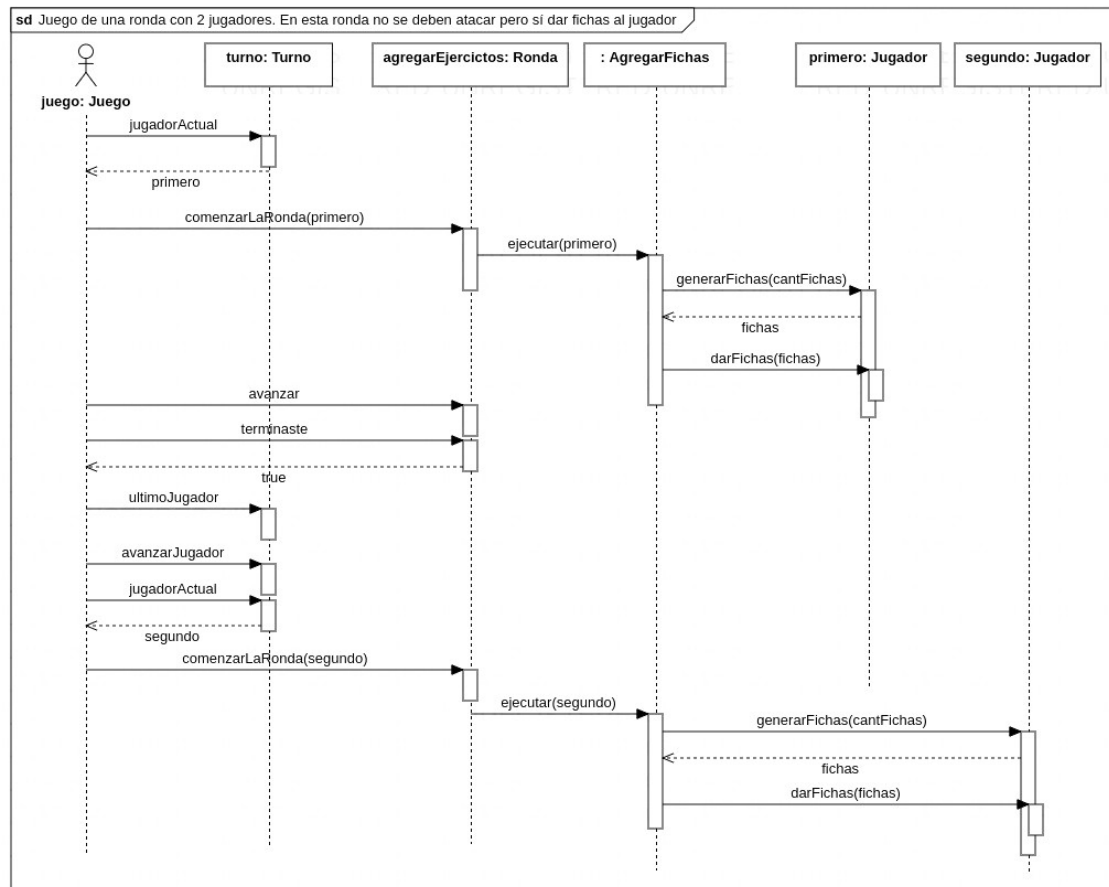 sd Juego de una ronda con 2 jugadores. En esta ronda no se deben atacar pero sí dar fichas al jugador
turno: Turno
agregarEjercictos: Ronda
: AgregarFichas
primero: Jugador
segundo: Jugador
juego: Juego
jugadorActual
primero
comenzarLaRonda(primero)
ejecutar(primero)
generarFichas(cantFichas)
fichas
darFichas(fichas)
avanzar
terminaste
true
ultimoJugador
avanzarJugador
jugadorActual
segundo
comenzarLaRonda(segundo)
ejecutar(segundo)
generarFichas(cantFichas)
fichas
darFichas(fichas)